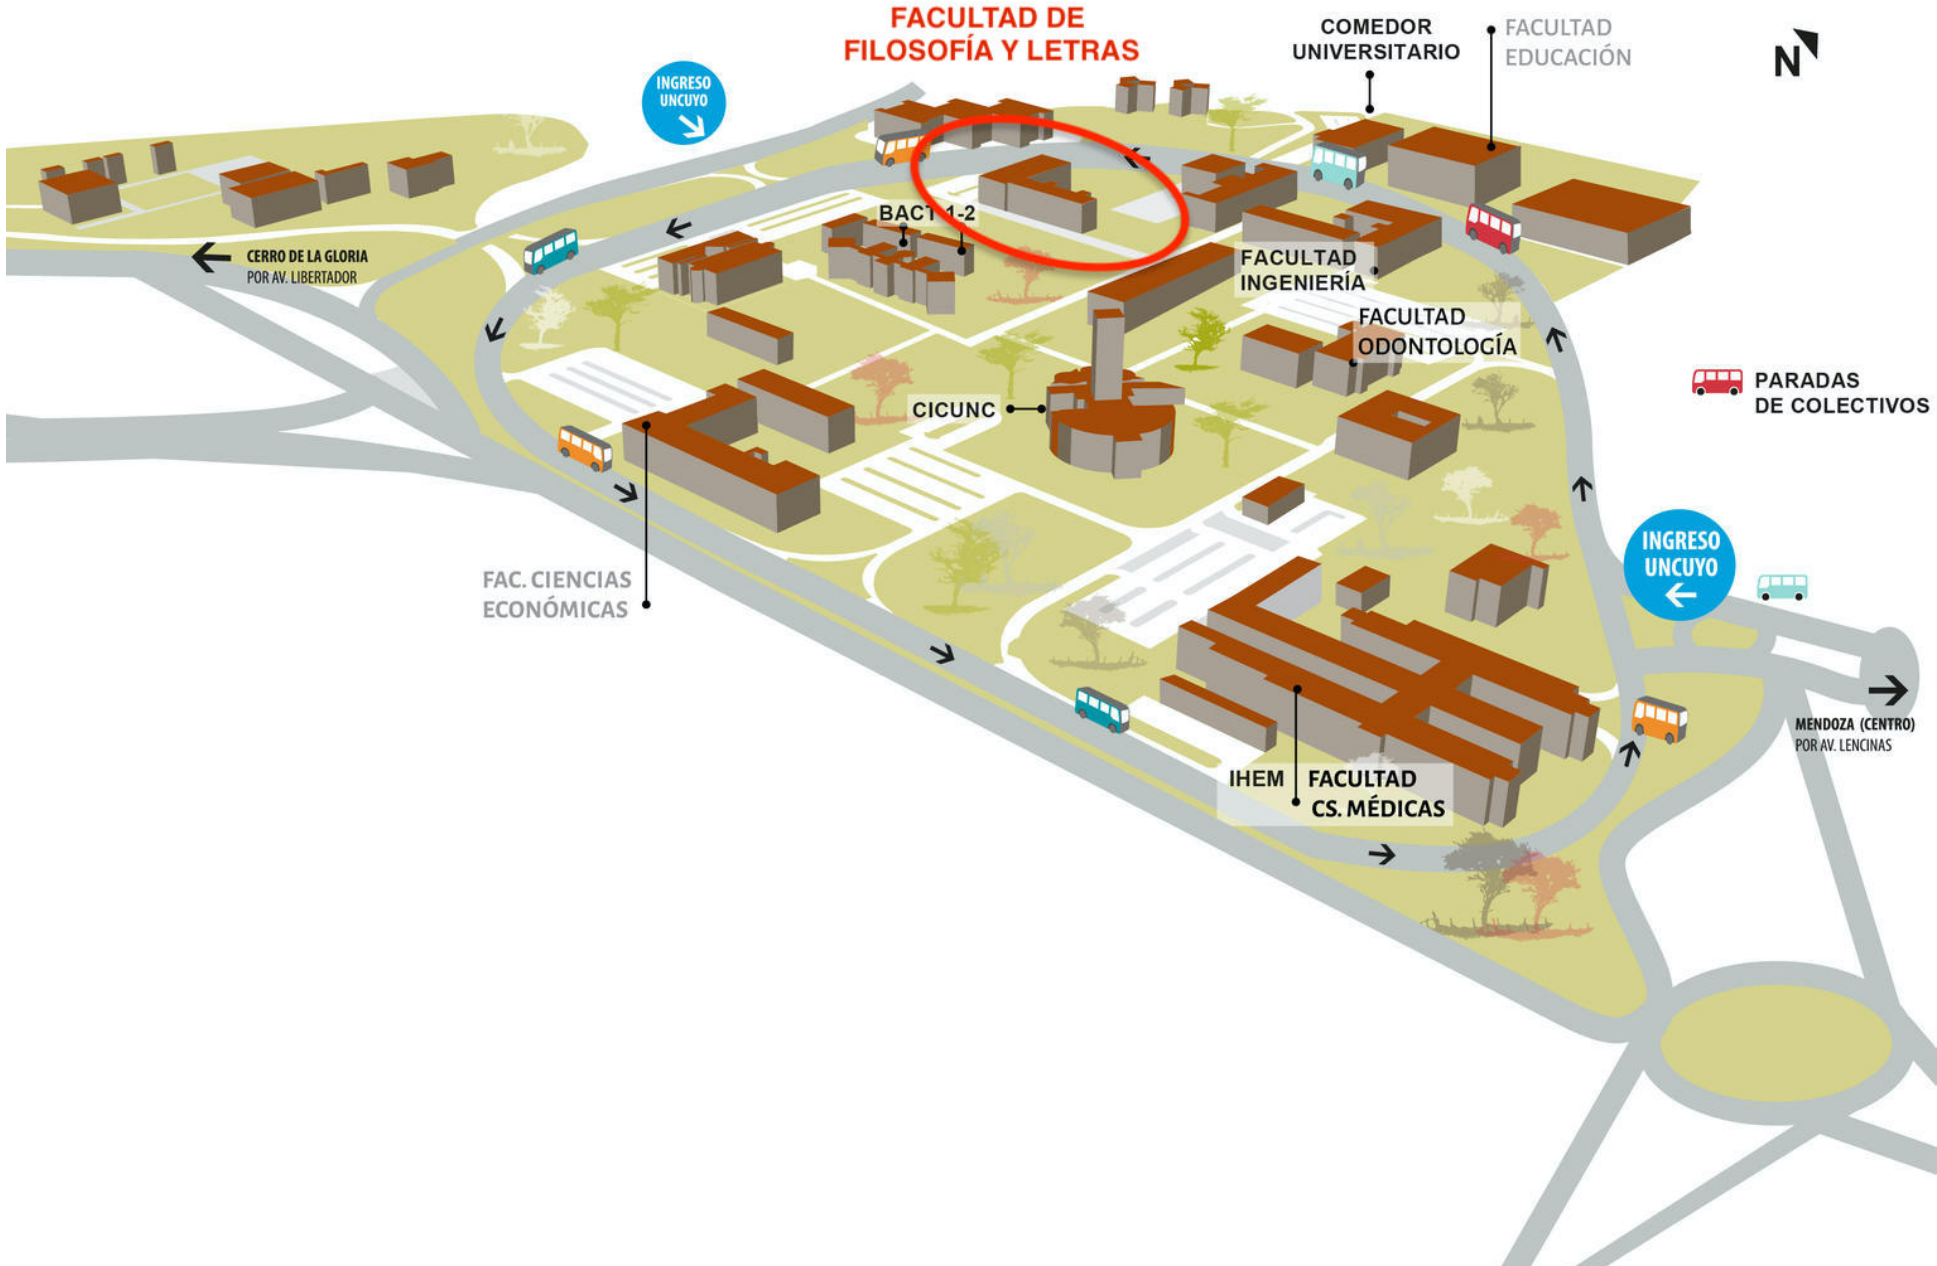 FACULTAD DE
FILOSOFÍA Y LETRAS
COMEDOR
UNIVERSITARIO
FACULTAD
EDUCACIÓN
N
INGRESO
UNCUYO
BACT 1-2
CERRO DE LA GLORIA
POR AV. LIBERTADOR
FACULTAD
INGENIERÍA
FACULTAD
ODONTOLOGÍA
PARADAS
DE COLECTIVOS
CICUNC
INGRESO
UNCUYO
FAC. CIENCIAS
ECONÓMICAS
MENDOZA (CENTRO)
POR AV. LENCINAS
IHEM
FACULTAD
CS. MÉDICAS